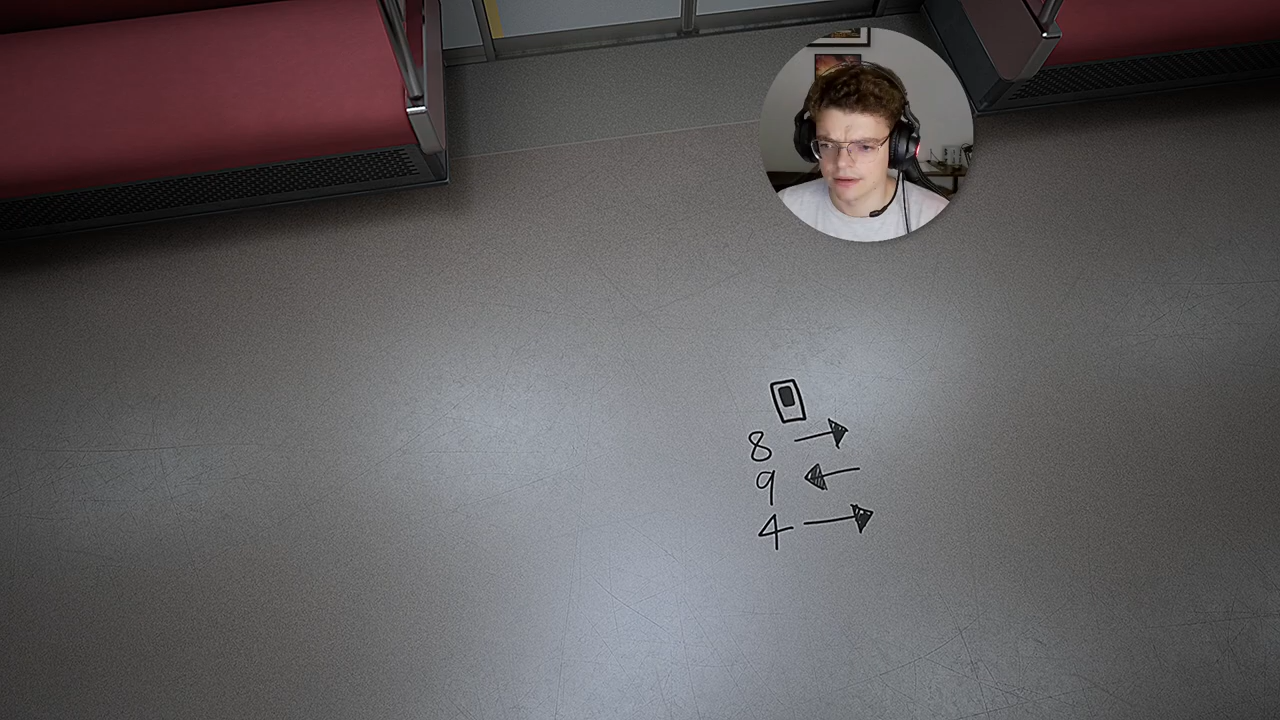 8 →
9 ←
4 →